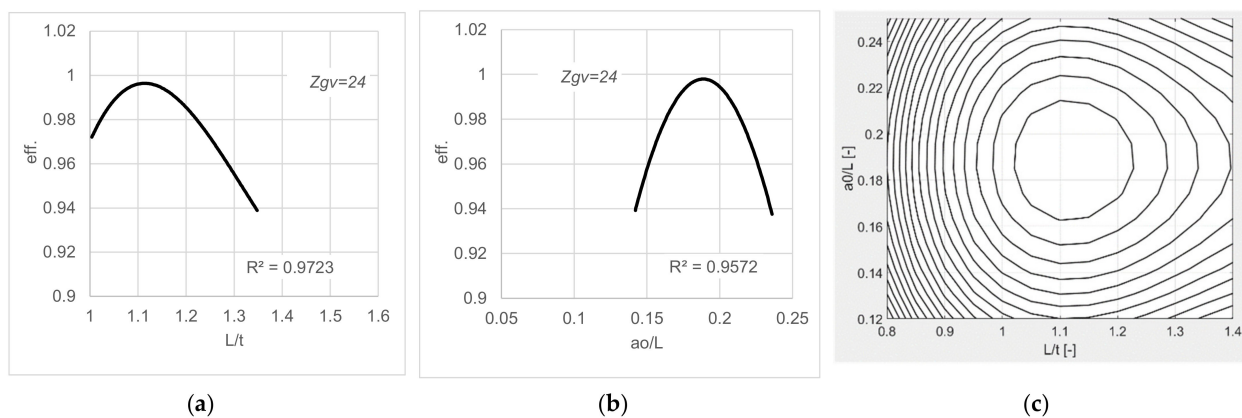 1.02
1
0.98
0.96
0.94
0.92
0.9
eff.
Zgv=24
R² = 0.9723
1 1.1 1.2 1.3 1.4 1.5 1.6
L/t
(a)
1.02
1
0.98
0.96
0.94
0.92
0.9
eff.
Zgv=24
R² = 0.9572
0.05 0.1 0.15 0.2 0.25
ao/L
(b)
0.24
0.22
0.2
0.18
0.16
0.14
0.12
a0/L [-]
0.8 0.9 1 1.1 1.2 1.3 1.4
L/t [-]
(c)